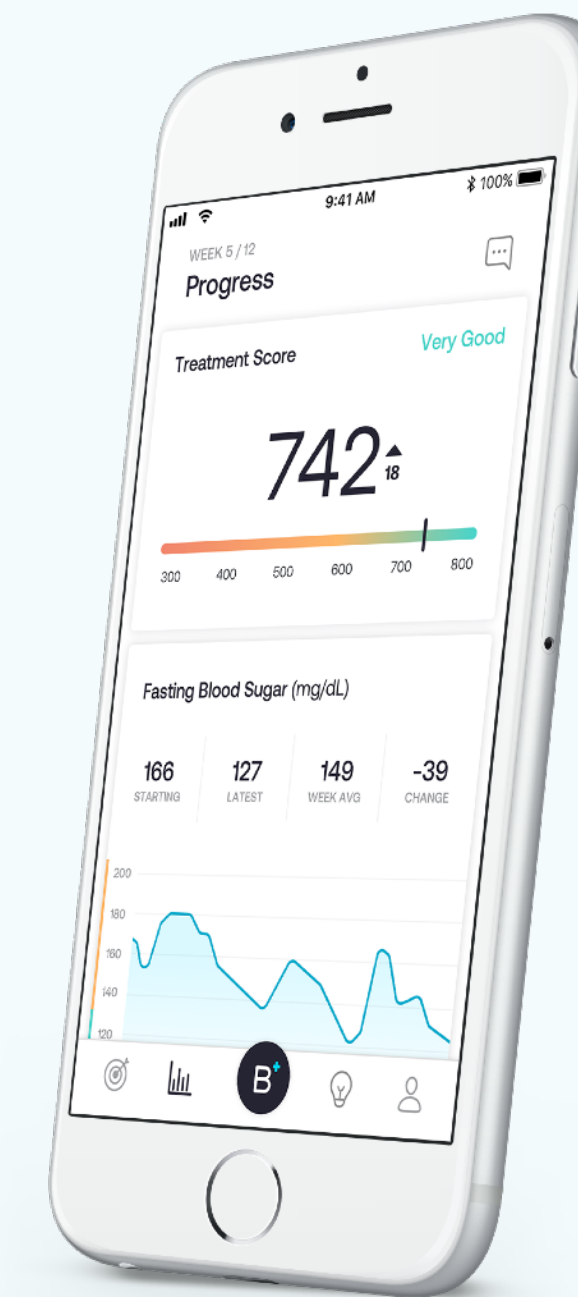 9:41 AM
100%
WEEK 5 / 12
Progress
Treatment Score
Very Good
742
18
300 400 500 600 700 800
Fasting Blood Sugar (mg/dL)
166 127 149 -39
STARTING LATEST WEEK AVG CHANGE
200
180
160
140
120
B+